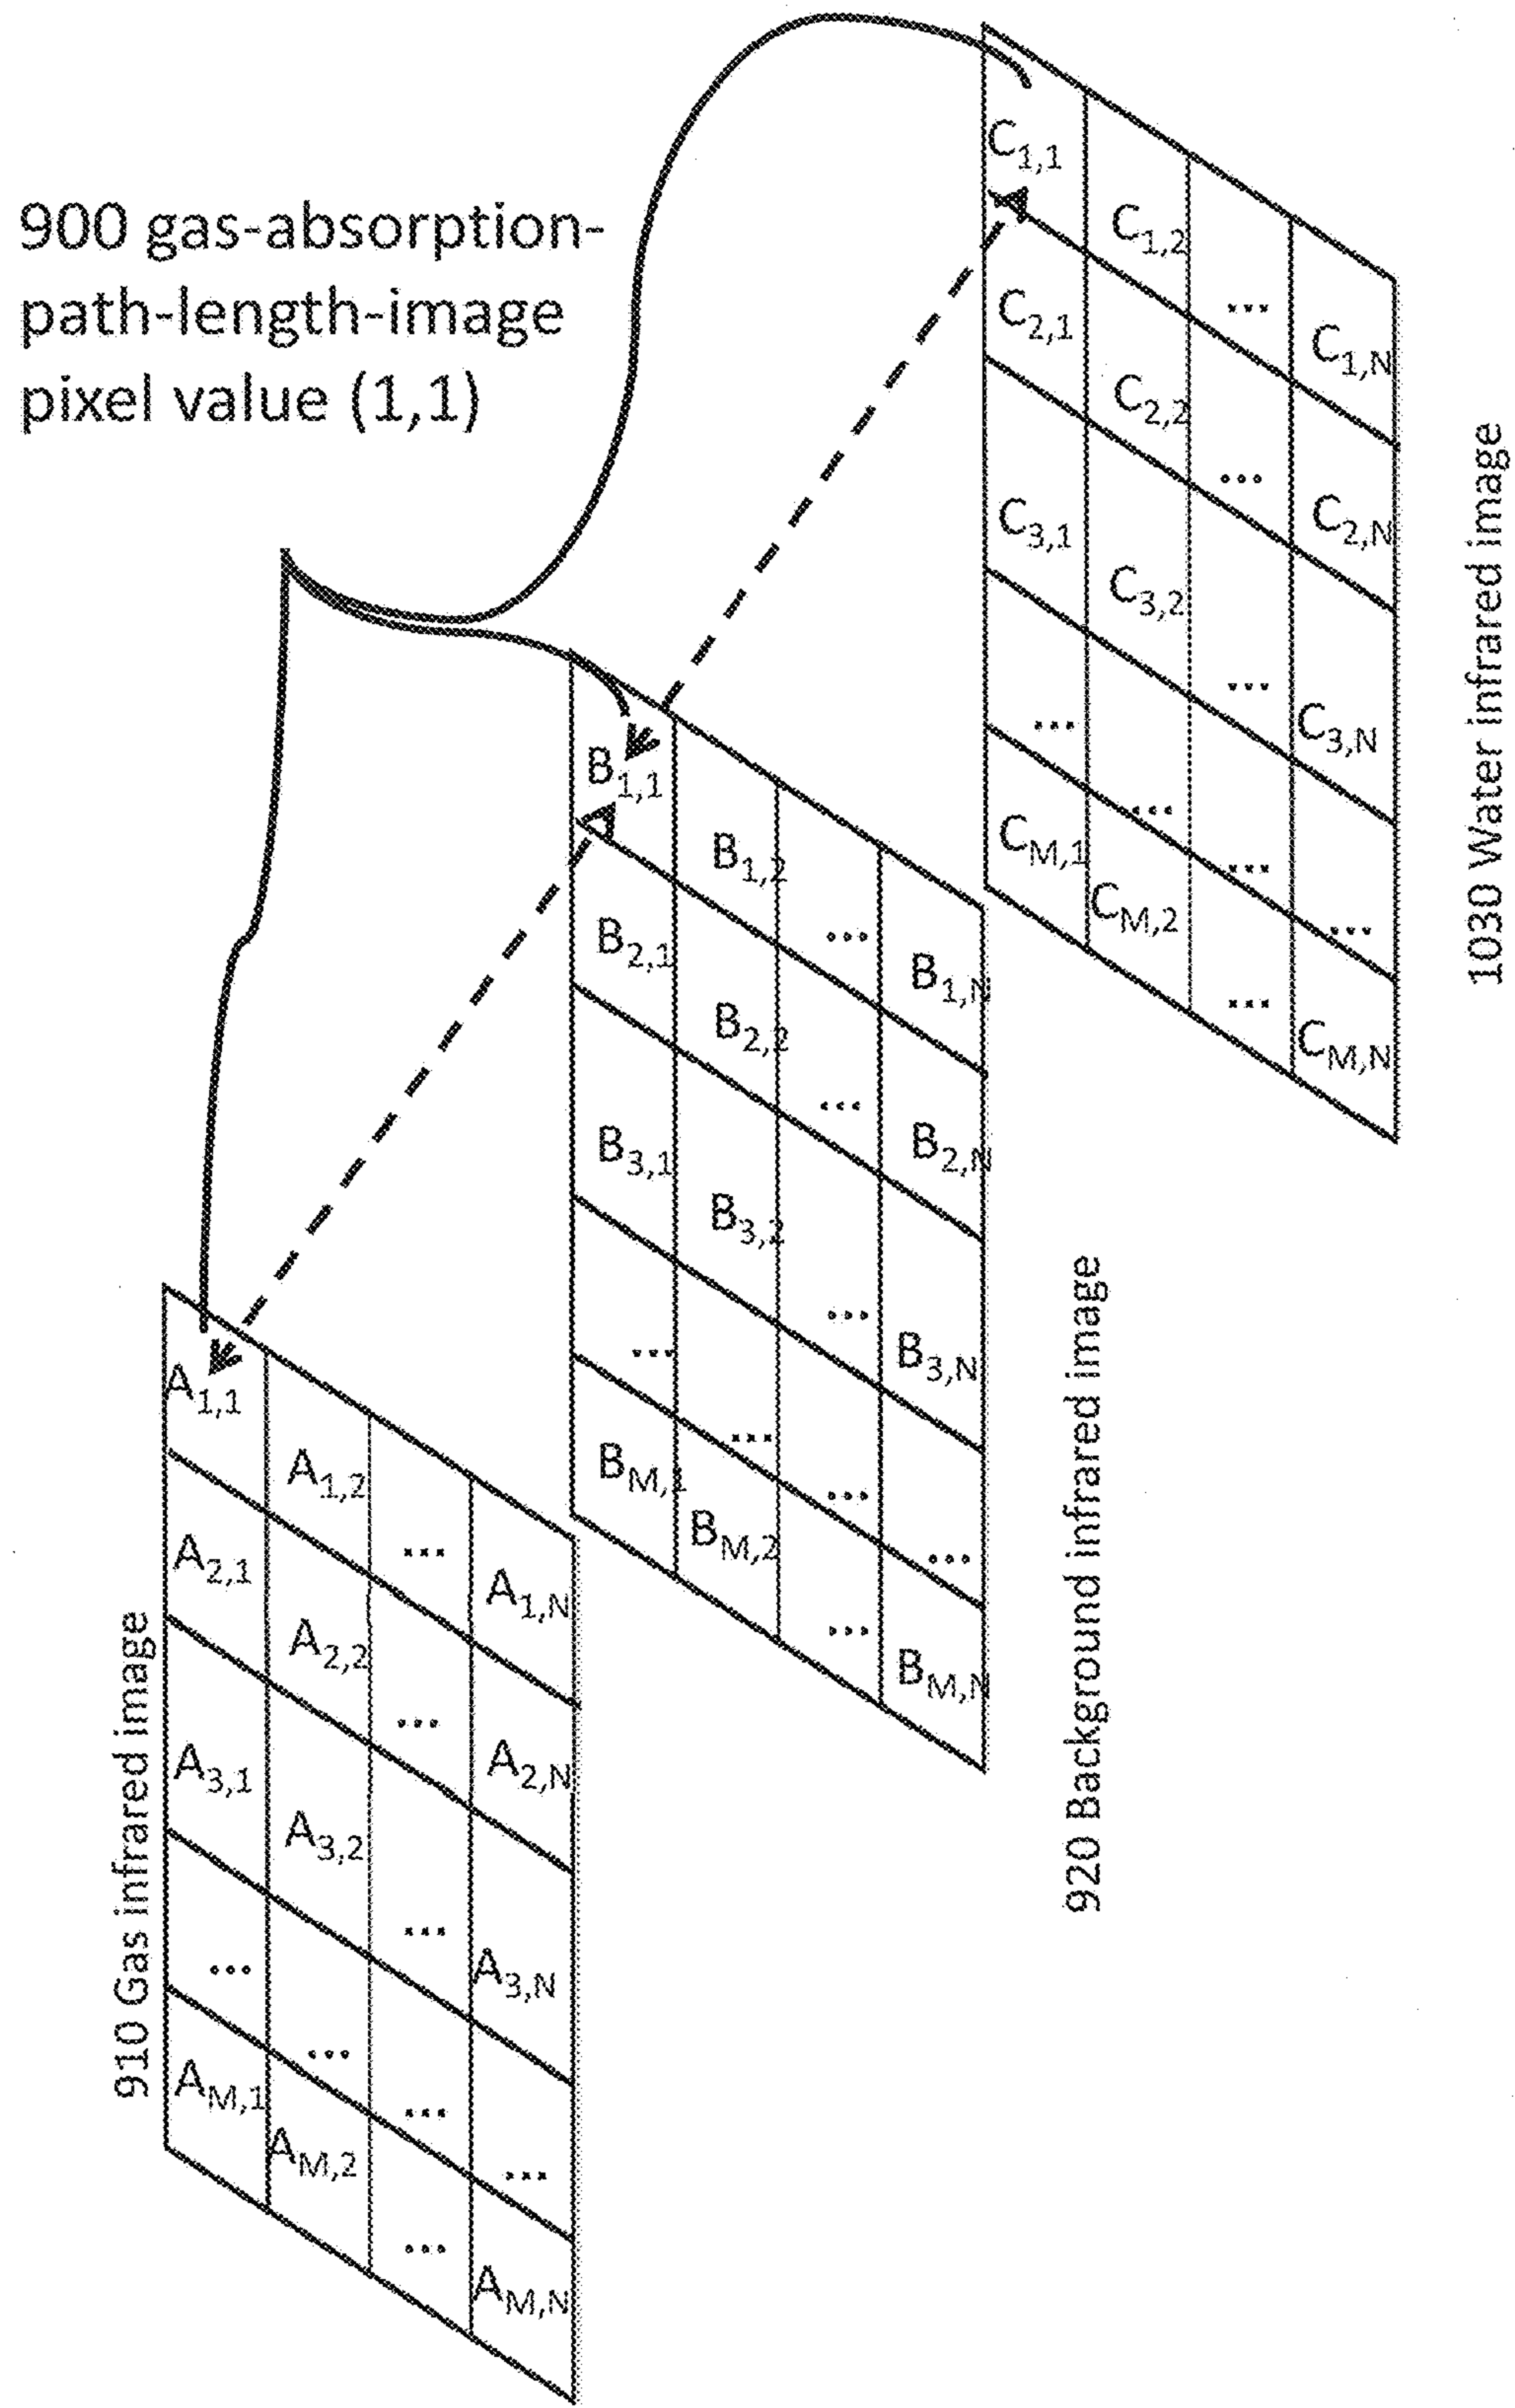 900 gas-absorption-
path-length-image
pixel value (1,1)
910 Gas infrared image
A1,1
A1,2
...
A1,N
A2,1
A2,2
...
A2,N
A3,1
A3,2
...
A3,N
...
...
...
...
AM,1
AM,2
...
AM,N
920 Background infrared image
B1,1
B1,2
...
B1,N
B2,1
B2,2
...
B2,N
B3,1
B3,2
...
B3,N
...
...
...
...
BM,1
BM,2
...
BM,N
1030 Water infrared image
C1,1
C1,2
...
C1,N
C2,1
C2,2
...
C2,N
C3,1
C3,2
...
C3,N
...
...
...
...
CM,1
CM,2
...
CM,N